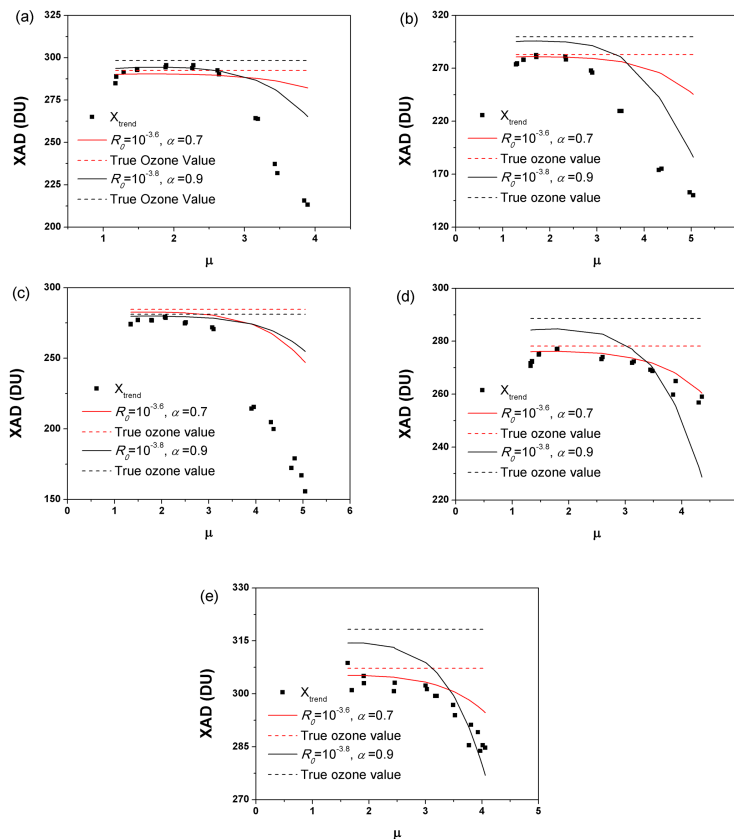 (a)
XAD (DU)
325
300
275
250
225
200
X_trend
R_0=10^-3.6, α=0.7
True Ozone Value
R_0=10^-3.8, α=0.9
True Ozone Value
1 2 3 4
μ
(b)
XAD (DU)
320
270
220
170
120
X_trend
R_0=10^-3.6, α=0.7
True ozone value
R_0=10^-3.8, α=0.9
True ozone value
0 1 2 3 4 5
μ
(c)
XAD (DU)
300
250
200
150
X_trend
R_0=10^-3.6, α=0.7
True ozone value
R_0=10^-3.8, α=0.9
True ozone value
0 1 2 3 4 5 6
μ
(d)
XAD (DU)
300
280
260
240
220
X_trend
R_0=10^-3.6, α=0.7
True ozone value
R_0=10^-3.8, α=0.9
True ozone value
0 1 2 3 4
μ
(e)
XAD (DU)
330
315
300
285
270
X_trend
R_0=10^-3.6, α=0.7
True ozone value
R_0=10^-3.8, α=0.9
True ozone value
0 1 2 3 4 5
μ